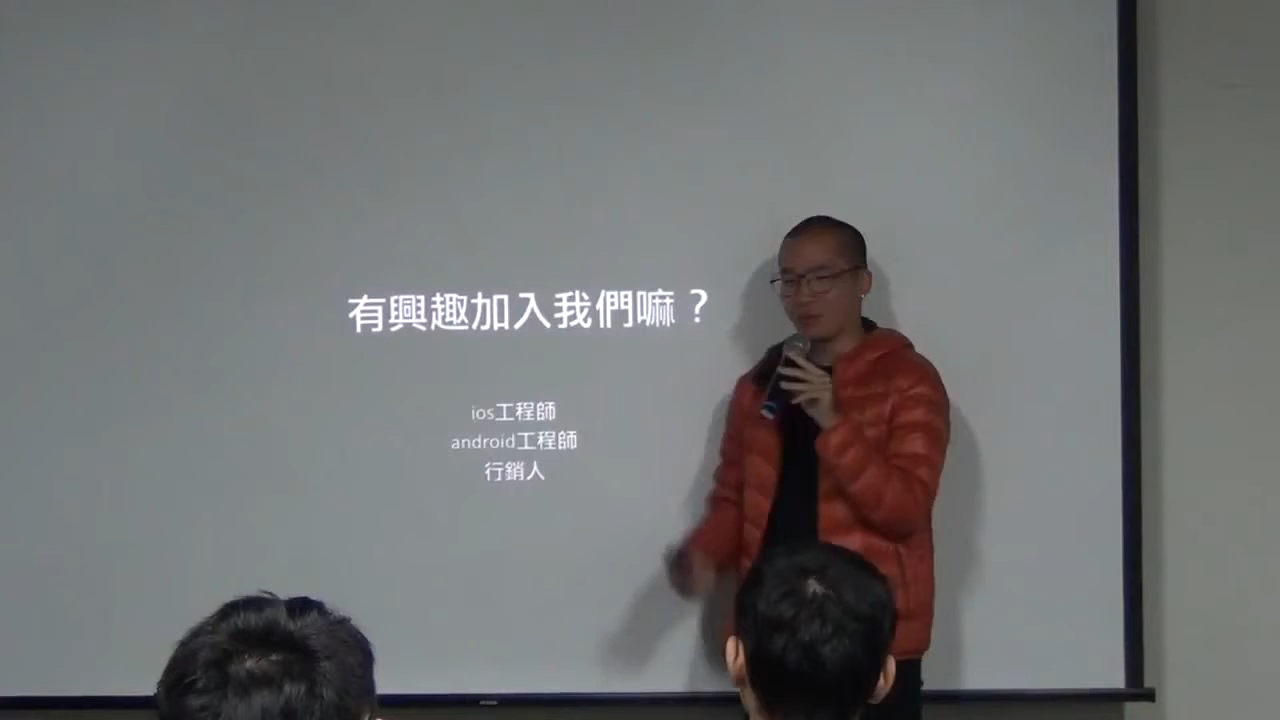 有興趣加入我們嘛？
ios工程師
android工程師
行銷人